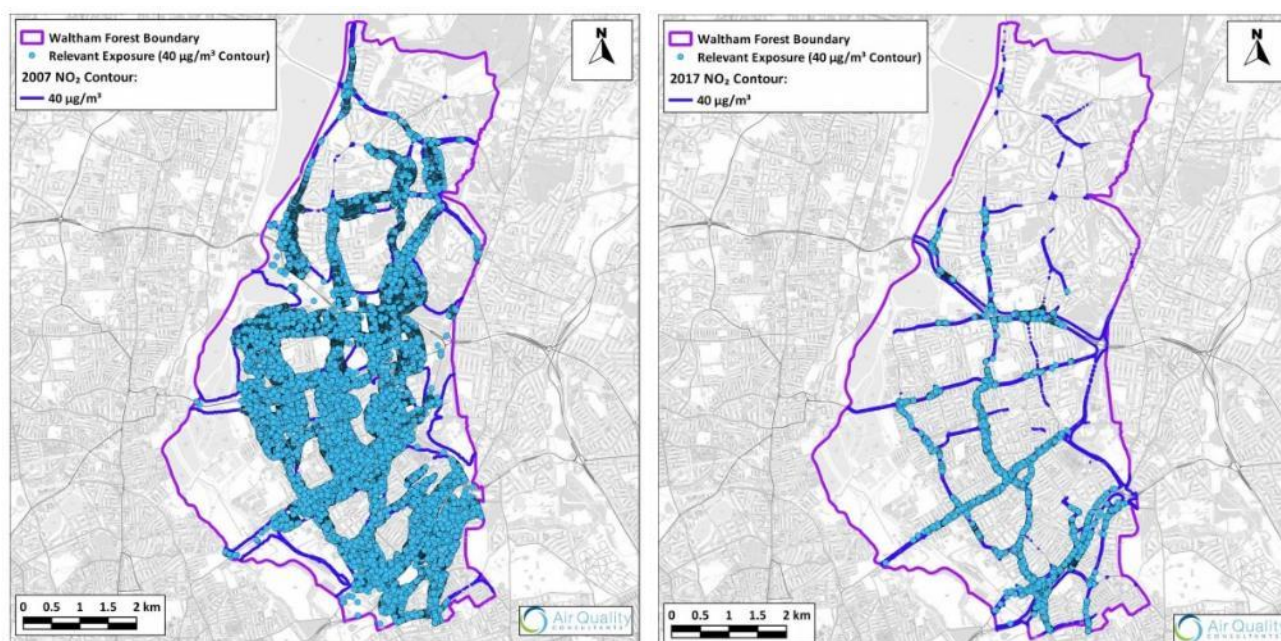 Waltham Forest Boundary
Relevant Exposure (40 µg/m³ Contour)
2007 NO₂ Contour:
40 µg/m³
N
0 0.5 1 1.5 2 km
Air Quality
CONSULTANTS
Waltham Forest Boundary
Relevant Exposure (40 µg/m³ Contour)
2017 NO₂ Contour:
40 µg/m³
N
0 0.5 1 1.5 2 km
Air Quality
CONSULTANTS